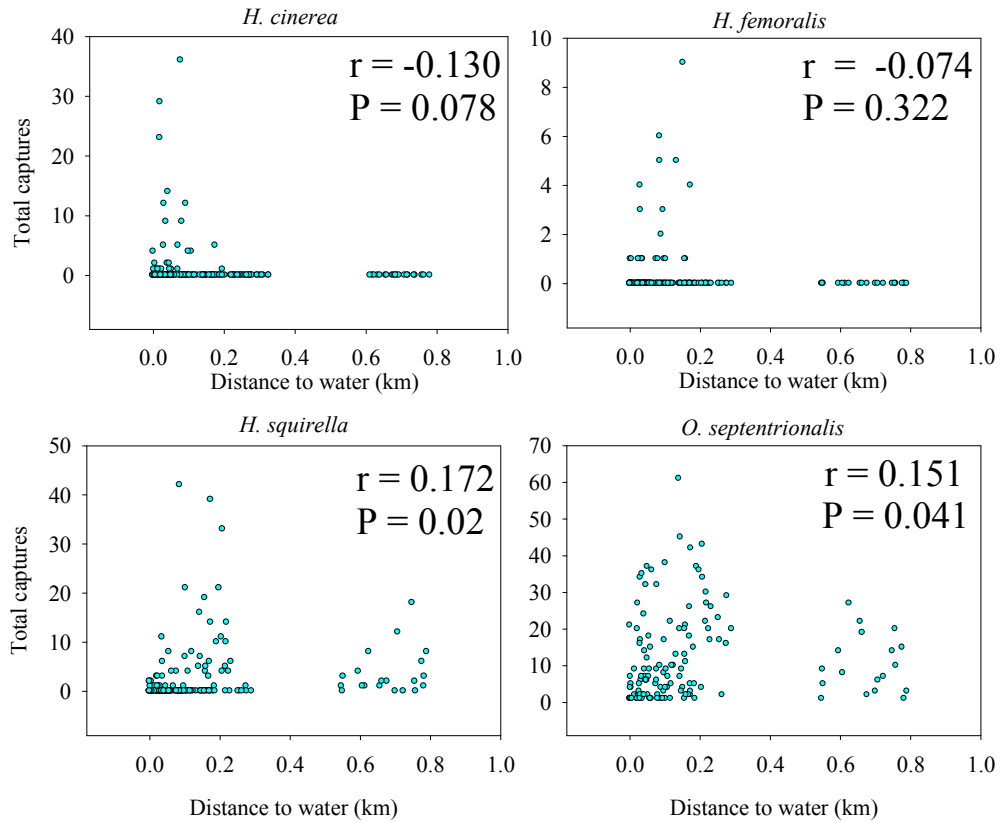 H. cinerea
40
30
20
10
0
r = -0.130
P = 0.078
Total captures
0.0 0.2 0.4 0.6 0.8 1.0
Distance to water (km)
H. femoralis
10
8
6
4
2
0
r = -0.074
P = 0.322
0.0 0.2 0.4 0.6 0.8 1.0
Distance to water (km)
H. squirella
50
40
30
20
10
0
r = 0.172
P = 0.02
Total captures
0.0 0.2 0.4 0.6 0.8 1.0
Distance to water (km)
O. septentrionalis
70
60
50
40
30
20
10
0
r = 0.151
P = 0.041
0.0 0.2 0.4 0.6 0.8 1.0
Distance to water (km)